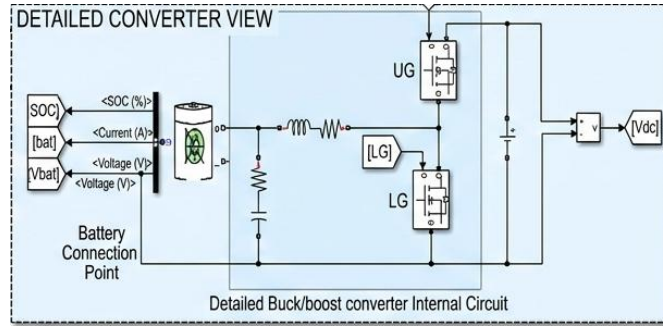 DETAILED CONVERTER VIEW
UG
<SOC (%)>
SOC]
<Current (A)>
[bat]
[LG]
[Vdc]
v
<Voltage (V)>
[Vbat]
<Voltage (V)>
LG
Battery
Connection
Point
Detailed Buck/boost converter Internal Circuit